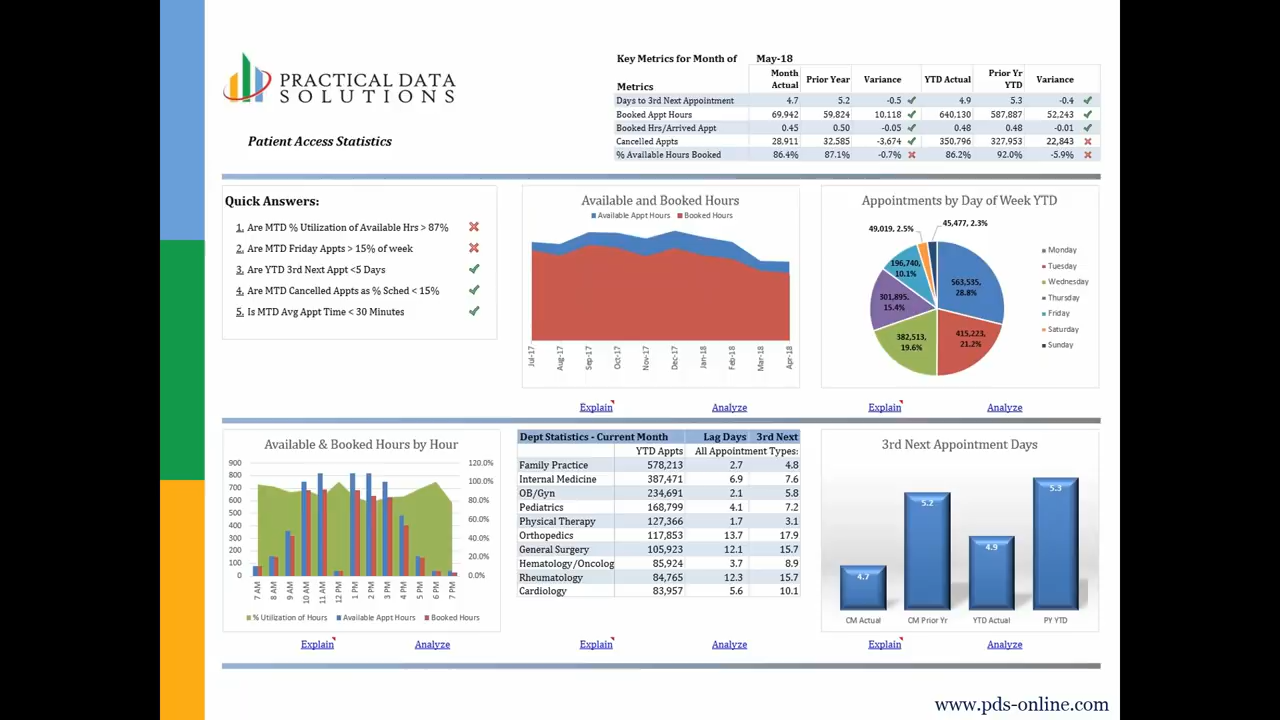 PRACTICAL DATA
SOLUTIONS
Patient Access Statistics
Key Metrics for Month of May-18
Metrics Month Actual Prior Year Variance YTD Actual Prior Yr YTD Variance
Days to 3rd Next Appointment 4.7 5.2 -0.5 4.9 5.3 -0.4
Booked Appt Hours 69,942 59,824 10,118 640,130 587,887 52,243
Booked Hrs/Arrived Appt 0.45 0.50 -0.05 0.48 0.48 -0.01
Cancelled Appts 28,911 32,585 -3,674 350,796 327,953 22,843
% Available Hours Booked 86.4% 87.1% -0.7% 86.2% 92.0% -5.9%
Quick Answers:
1. Are MTD % Utilization of Available Hrs > 87%
2. Are MTD Friday Appts > 15% of week
3. Are YTD 3rd Next Appt <5 Days
4. Are MTD Cancelled Appts as % Sched < 15%
5. Is MTD Avg Appt Time < 30 Minutes
Available and Booked Hours
Available Appt Hours Booked Hours
Jul-17 Aug-17 Sep-17 Oct-17 Nov-17 Dec-17 Jan-18 Feb-18 Mar-18 Apr-18
Explain Analyze
Appointments by Day of Week YTD
49,019, 2.5% 45,477, 2.3%
196,740, 10.1%
563,535, 28.8%
301,895, 15.4%
415,223, 21.2%
382,513, 19.6%
Monday
Tuesday
Wednesday
Thursday
Friday
Saturday
Sunday
Explain Analyze
Available & Booked Hours by Hour
900 120.0%
800
700 100.0%
600 80.0%
500
400 60.0%
300 40.0%
200
100 20.0%
0 0.0%
7 AM 8 AM 9 AM 10 AM 11 AM 12 PM 1 PM 2 PM 3 PM 4 PM 5 PM 6 PM 7 PM
% Utilization of Hours Available Appt Hours Booked Hours
Explain Analyze
Dept Statistics - Current Month Lag Days 3rd Next
YTD Appts All Appointment Types:
Family Practice 578,213 2.7 4.8
Internal Medicine 387,471 6.9 7.6
OB/Gyn 234,691 2.1 5.8
Pediatrics 168,799 4.1 7.2
Physical Therapy 127,366 1.7 3.1
Orthopedics 117,853 13.7 17.9
General Surgery 105,923 12.1 15.7
Hematology/Oncolog 85,924 3.7 8.9
Rheumatology 84,765 12.3 15.7
Cardiology 83,957 5.6 10.1
Explain Analyze
3rd Next Appointment Days
4.7 5.2 4.9 5.3
CM Actual CM Prior Yr YTD Actual PY YTD
Explain Analyze
www.pds-online.com